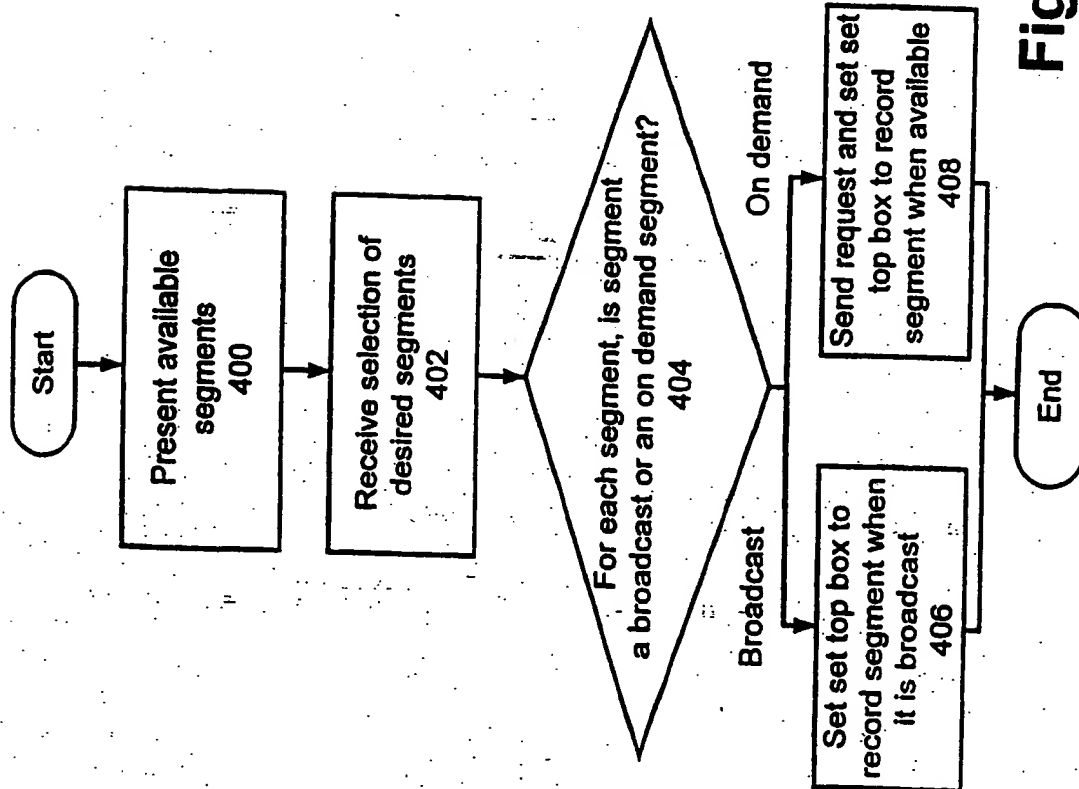 Start
Present available
segments
400
Receive selection of
desired segments
402
For each segment, is segment
a broadcast or an on demand segment?
404
Broadcast
On demand
Set set top box to
record segment when
it is broadcast
406
Send request and set set
top box to record
segment when available
408
End
Fig